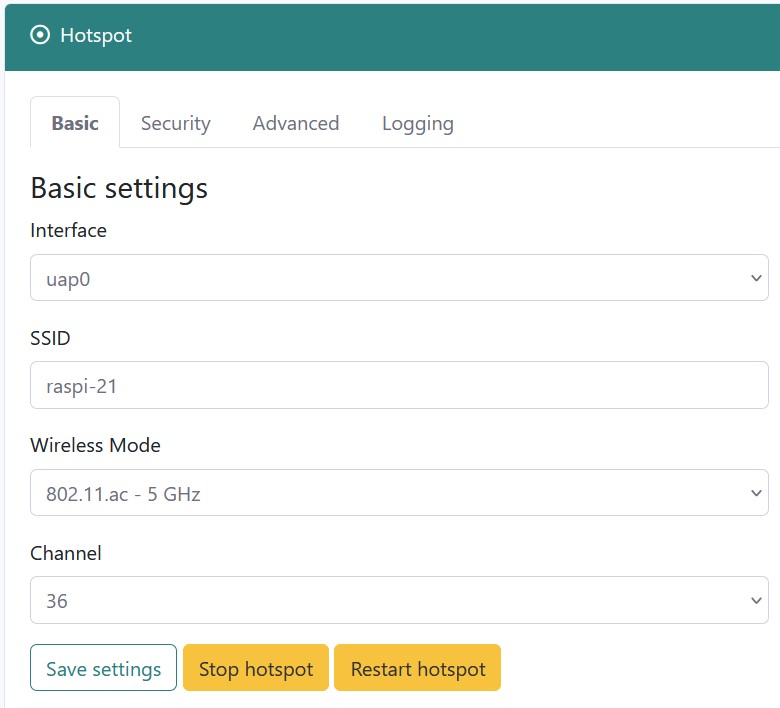 Hotspot
Basic Security Advanced Logging
Basic settings
Interface
uap0
SSID
raspi-21
Wireless Mode
802.11.ac - 5 GHz
Channel
36
Save settings Stop hotspot Restart hotspot